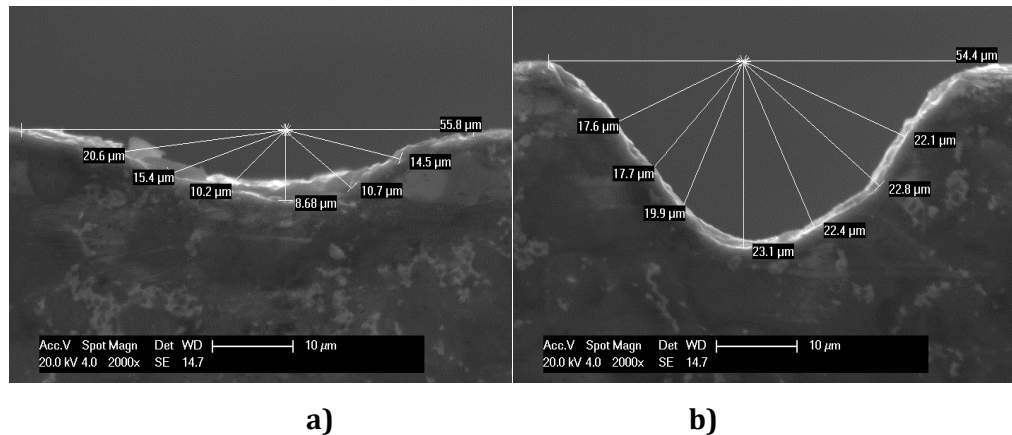 55.8 µm
20.6 µm
15.4 µm
10.2 µm
8.68 µm
10.7 µm
14.5 µm
Acc.V Spot Magn Det WD 10 µm
20.0 kV 4.0 2000x SE 14.7
a)
54.4 µm
17.6 µm
17.7 µm
19.9 µm
23.1 µm
22.4 µm
22.8 µm
22.1 µm
Acc.V Spot Magn Det WD 10 µm
20.0 kV 4.0 2000x SE 14.7
b)